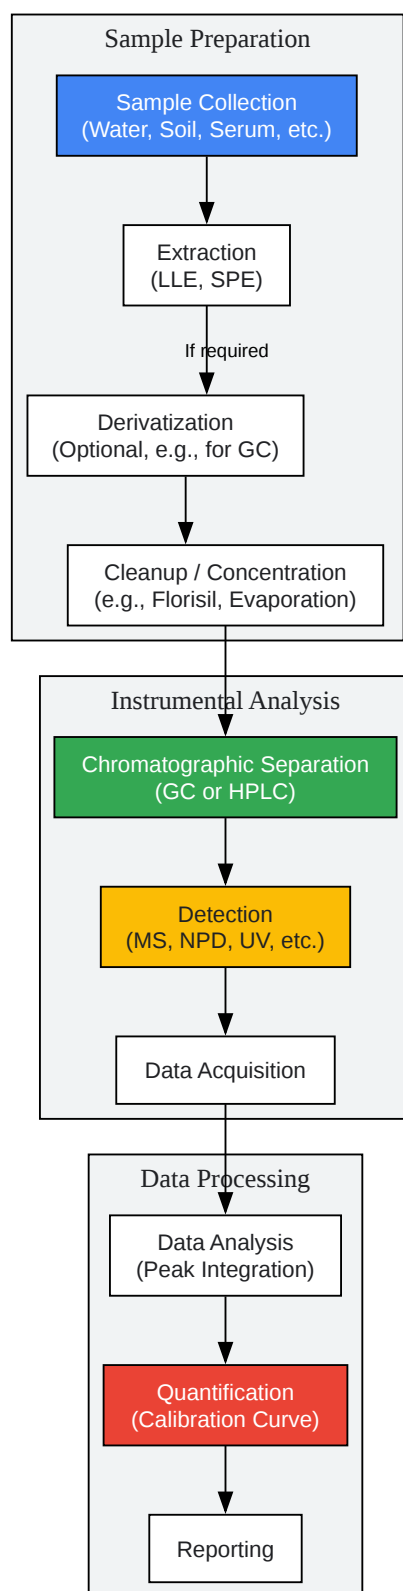 Sample Preparation
Sample Collection
(Water, Soil, Serum, etc.)
Extraction
(LLE, SPE)
If required
Derivatization
(Optional, e.g., for GC)
Cleanup / Concentration
(e.g., Florisil, Evaporation)
Instrumental Analysis
Chromatographic Separation
(GC or HPLC)
Detection
(MS, NPD, UV, etc.)
Data Acquisition
Data Processing
Data Analysis
(Peak Integration)
Quantification
(Calibration Curve)
Reporting